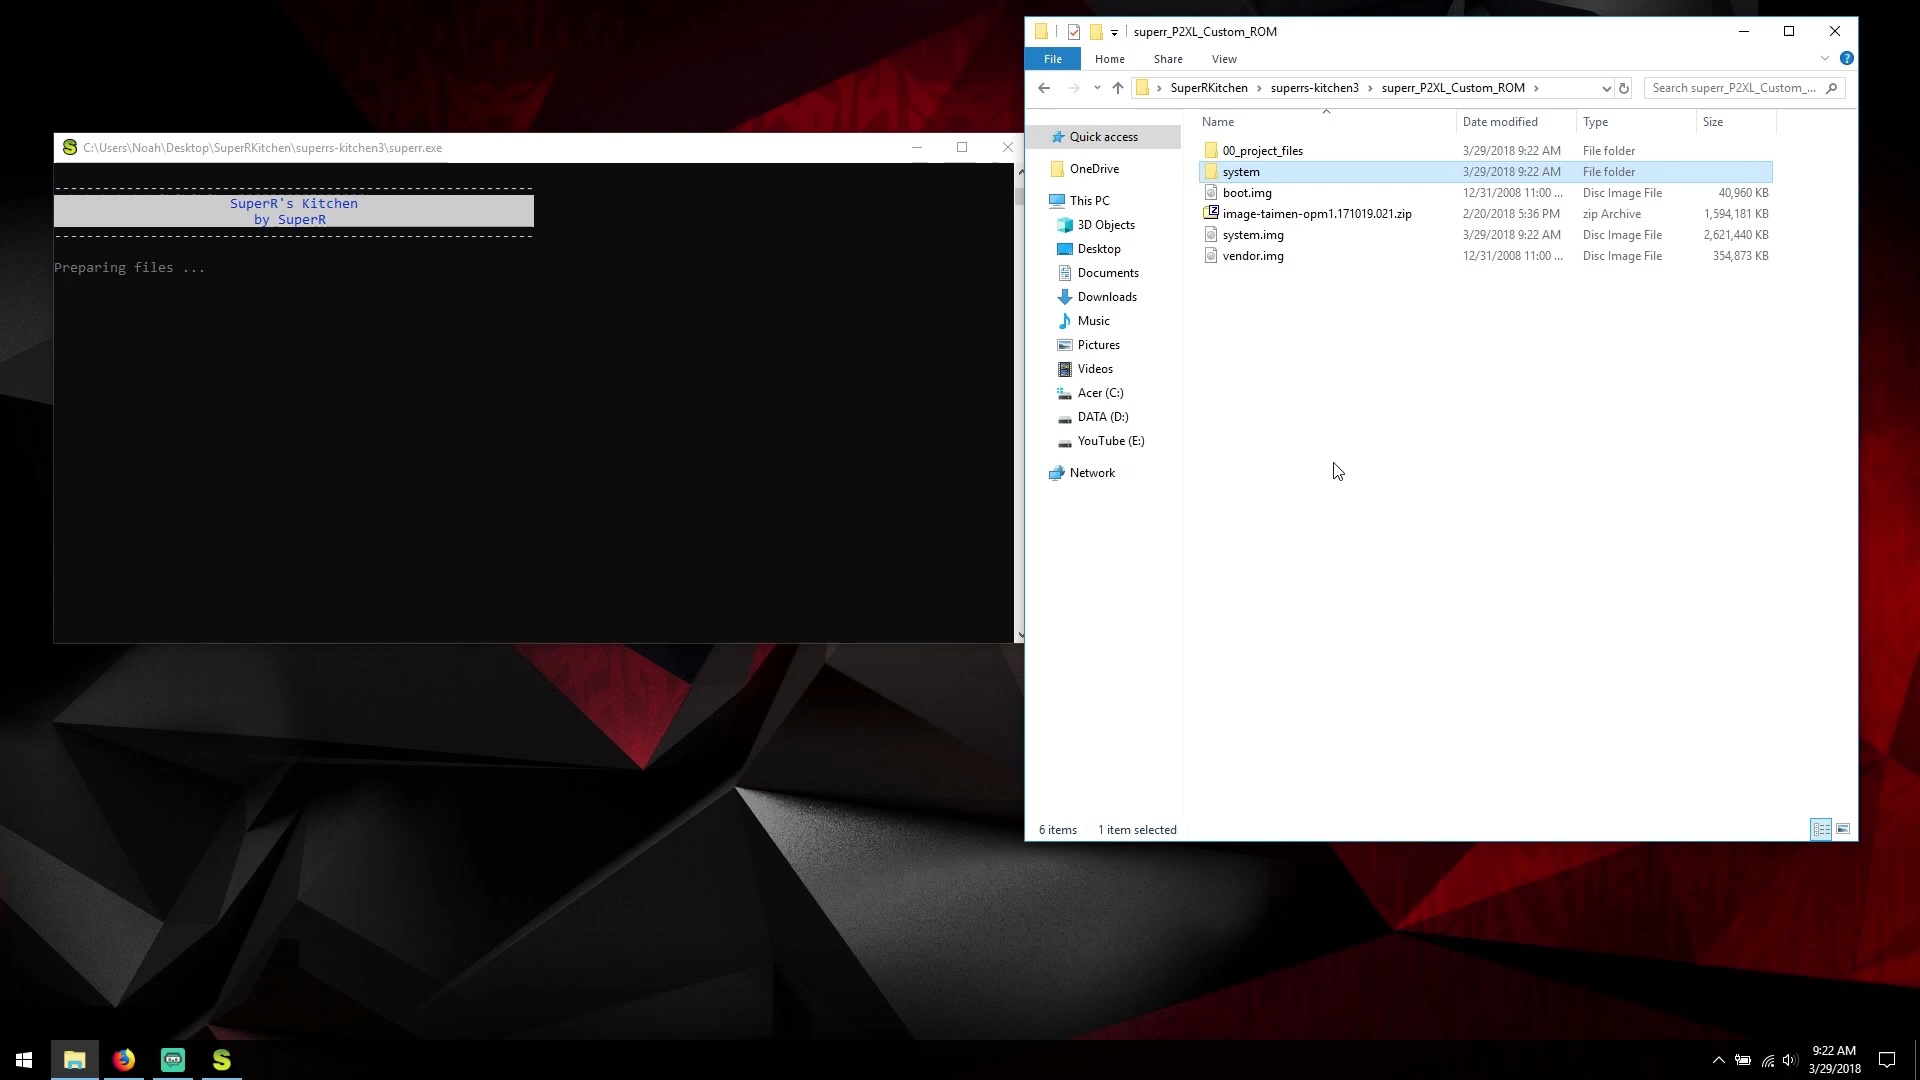 superr_P2XL_Custom_ROM
File Home Share View
SuperRKitchen superrs-kitchen3 superr_P2XL_Custom_ROM
Search superr_P2XL_Custom_...
Name Date modified Type Size
Quick access
OneDrive
This PC
3D Objects
Desktop
Documents
Downloads
Music
Pictures
Videos
Acer (C:)
DATA (D:)
YouTube (E:)
Network
00_project_files 3/29/2018 9:22 AM File folder
system 3/29/2018 9:22 AM File folder
boot.img 12/31/2008 11:00 ... Disc Image File 40,960 KB
image-taimen-opm1.171019.021.zip 2/20/2018 5:36 PM zip Archive 1,594,181 KB
system.img 3/29/2018 9:22 AM Disc Image File 2,621,440 KB
vendor.img 12/31/2008 11:00 ... Disc Image File 354,873 KB
6 items 1 item selected
C:\Users\Noah\Desktop\SuperRKitchen\superrs-kitchen3\superr.exe
------------------------------------------------------------
SuperR's Kitchen
by SuperR
------------------------------------------------------------
Preparing files ...
9:22 AM
3/29/2018